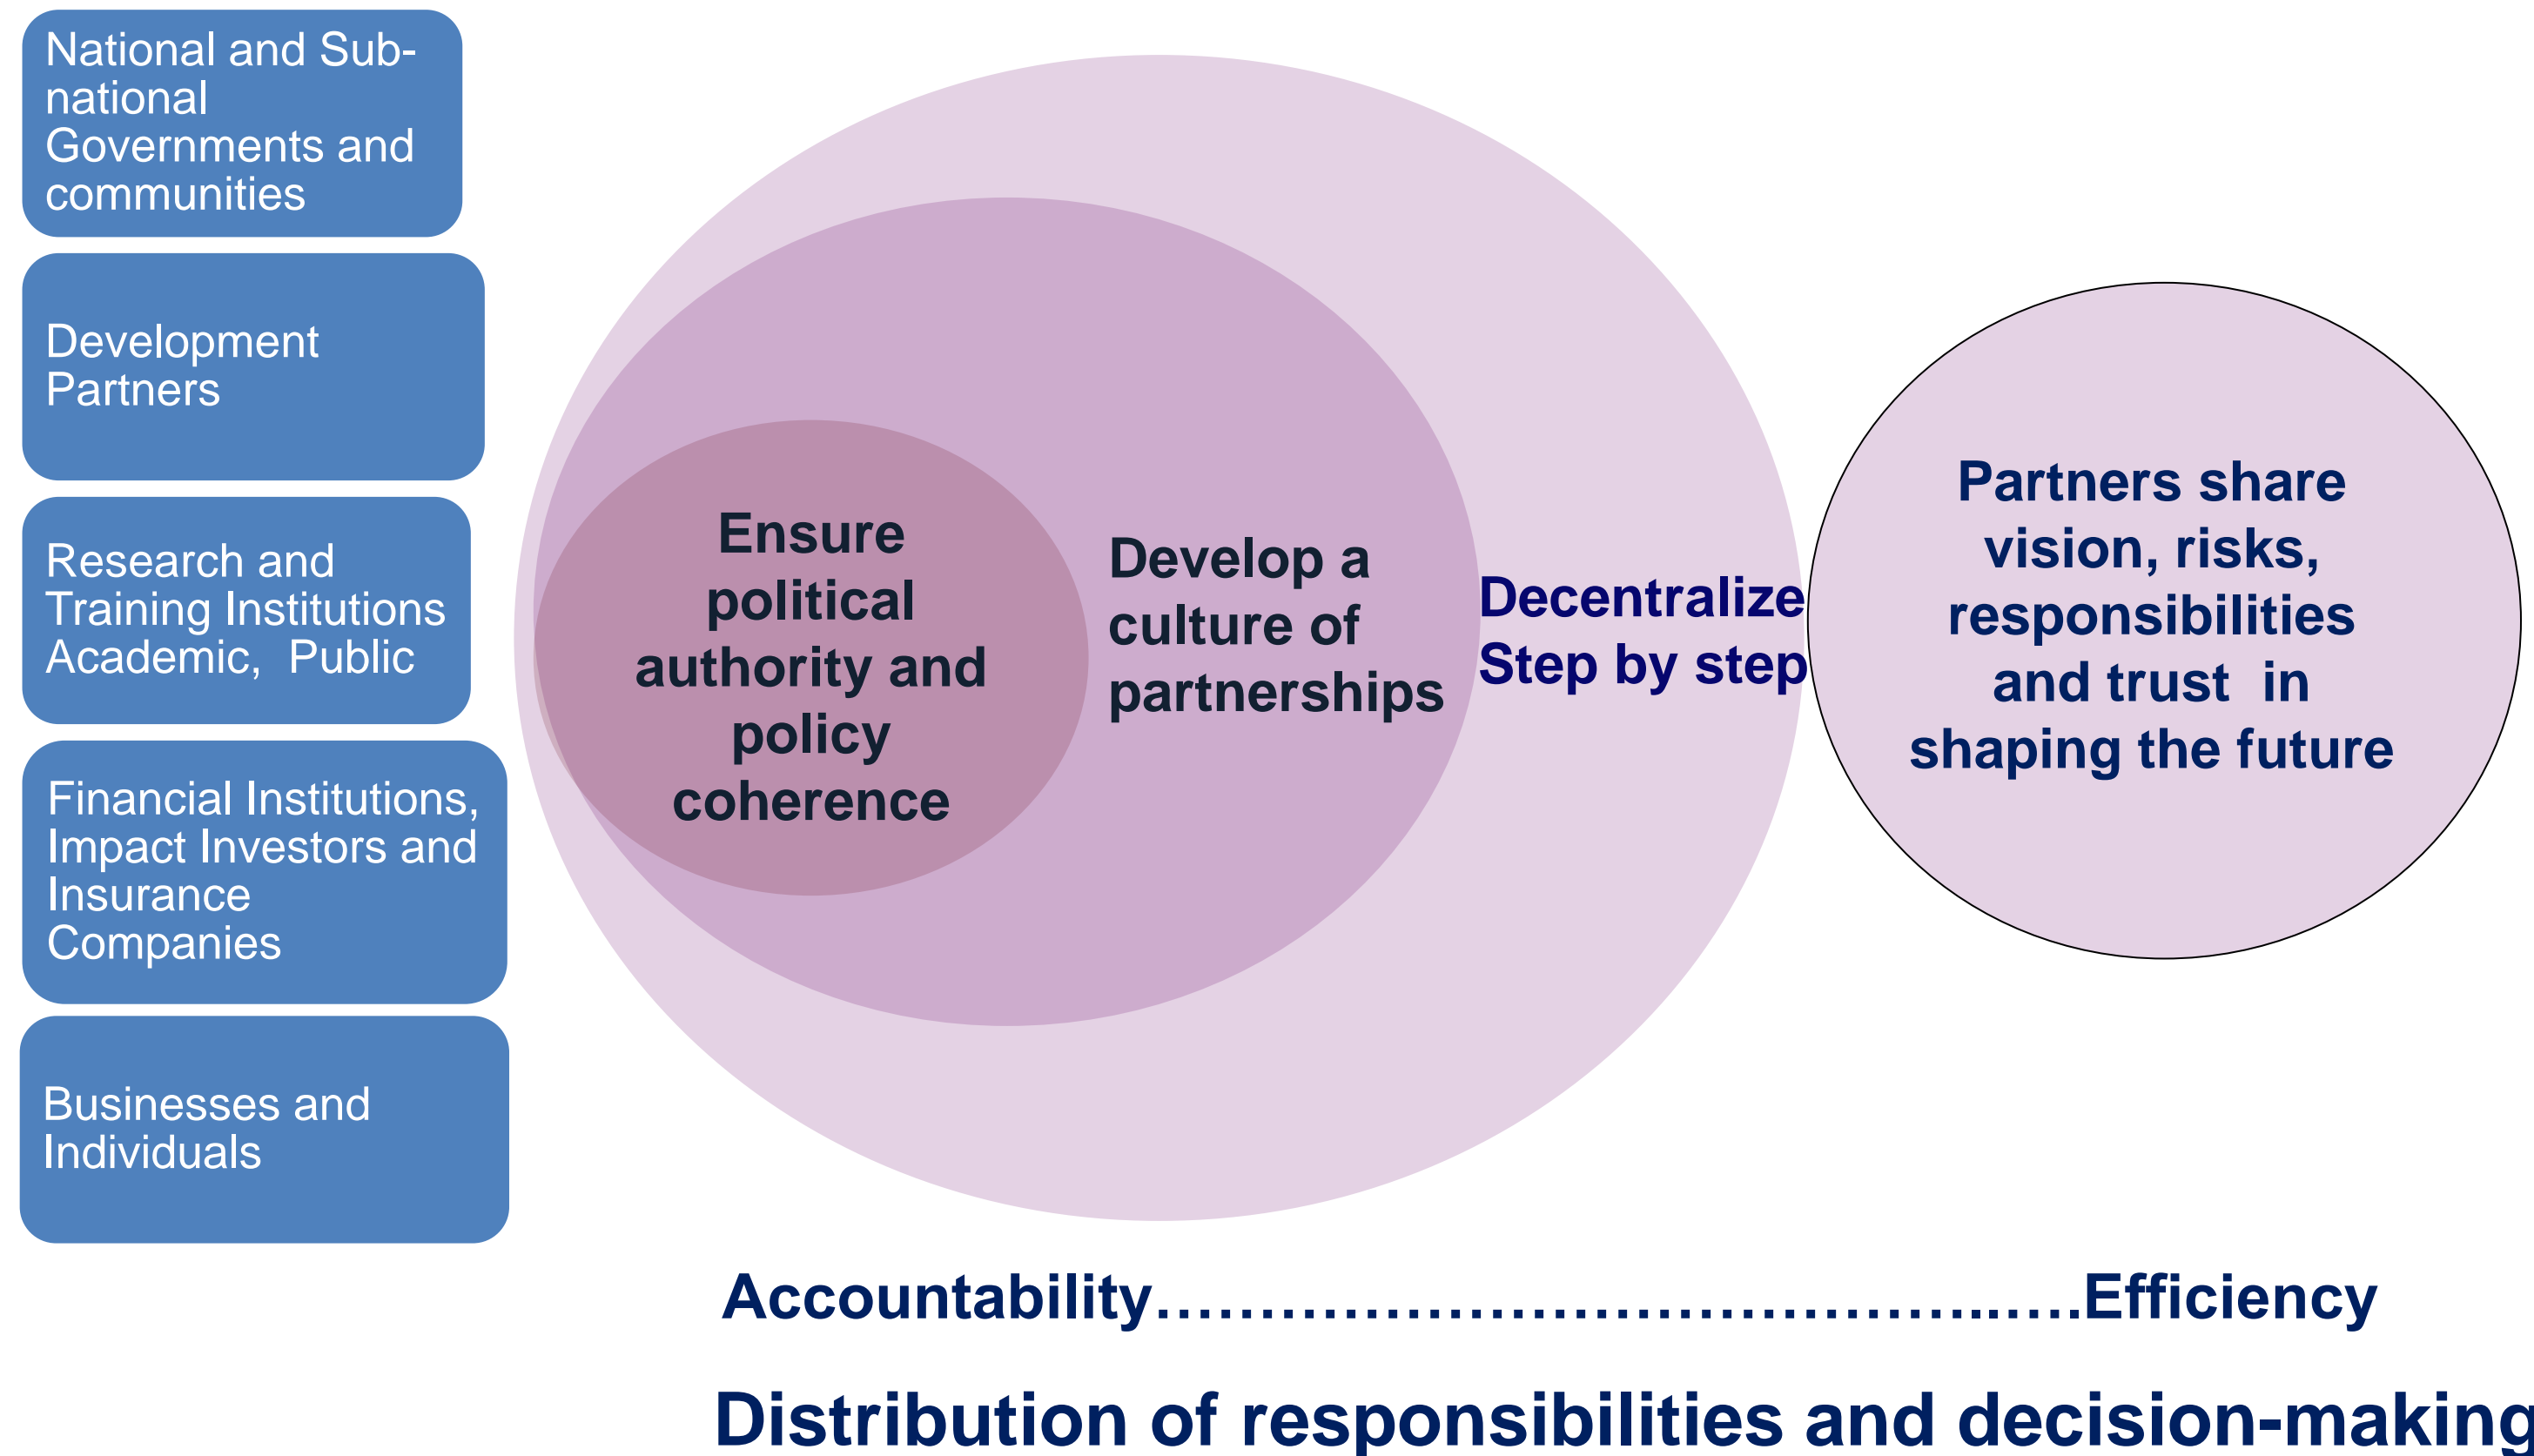 National and Sub-
national
Governments and
communities
Development
Partners
Research and
Training Institutions
Academic,  Public
Financial Institutions,
Impact Investors and
Insurance
Companies
Businesses and
Individuals
Ensure
political
authority and
policy
coherence
Develop a
culture of
partnerships
Decentralize
Step by step
Partners share
vision, risks,
responsibilities
and trust  in
shaping the future
Accountability……………………………………..….Efficiency
Distribution of responsibilities and decision-making